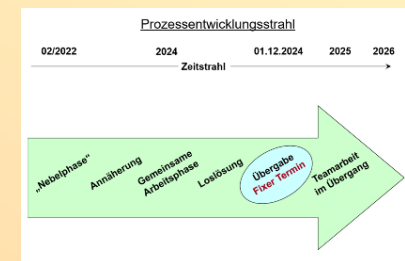 Prozessentwicklungsstrahl
02/2022 2024 01.12.2024 2025 2026
Zeitstrahl
„Nebelphase“
Annäherung
Gemeinsame
Arbeitsphase
Loslösung
Übergabe
Fixer Termin
Teamarbeit
im Übergang